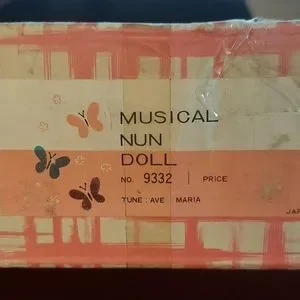 MUSICAL
NUN
DOLL
NO. 9332 | PRICE
TUNE : AVE MARIA